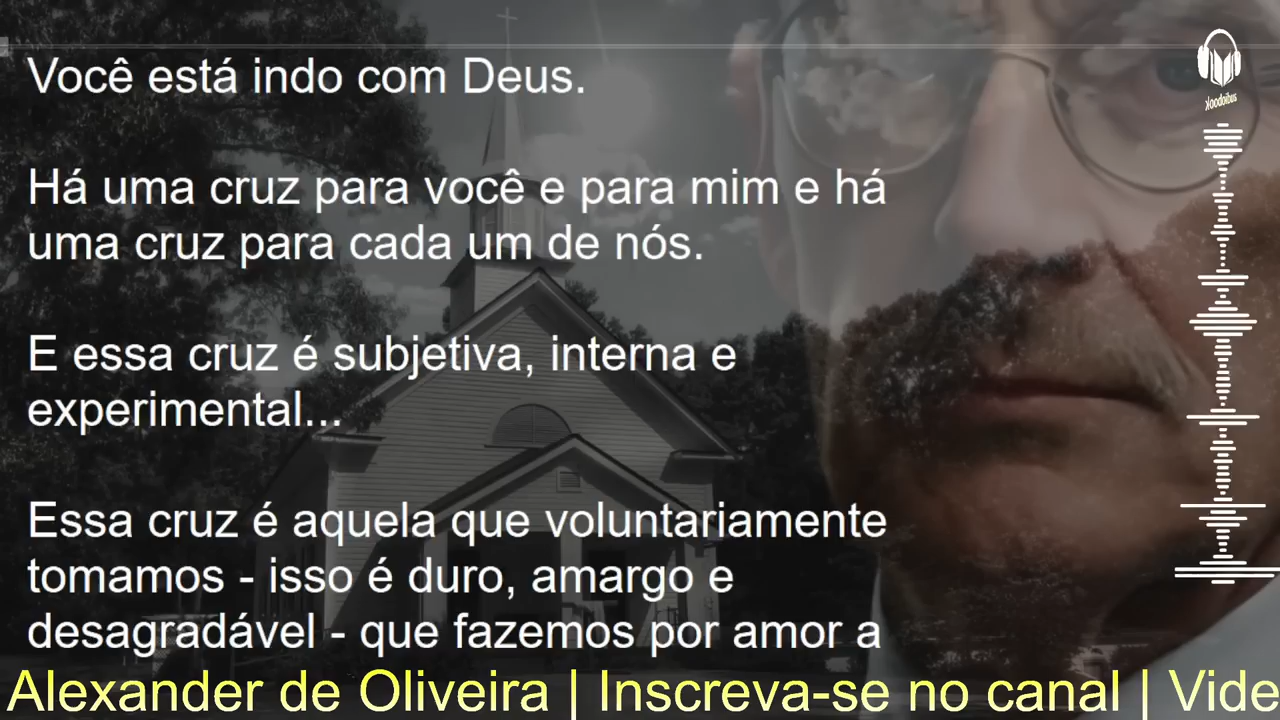 Você está indo com Deus.
Há uma cruz para você e para mim e há
uma cruz para cada um de nós.
E essa cruz é subjetiva, interna e
experimental...
Essa cruz é aquela que voluntariamente
tomamos - isso é duro, amargo e
desagradável - que fazemos por amor a
Alexander de Oliveira | Inscreva-se no canal | Vide
audiobook